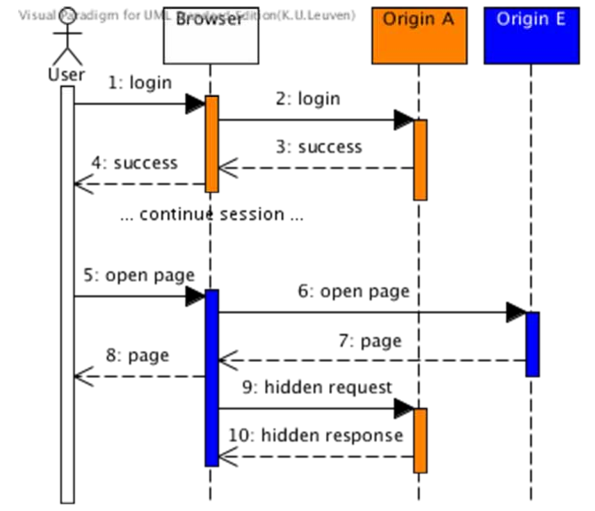 Visual Paradigm for UML Standard Edition(K.U.Leuven)
Browser
Origin A
Origin E
User
1: login
2: login
3: success
4: success
... continue session ...
5: open page
6: open page
7: page
8: page
9: hidden request
10: hidden response